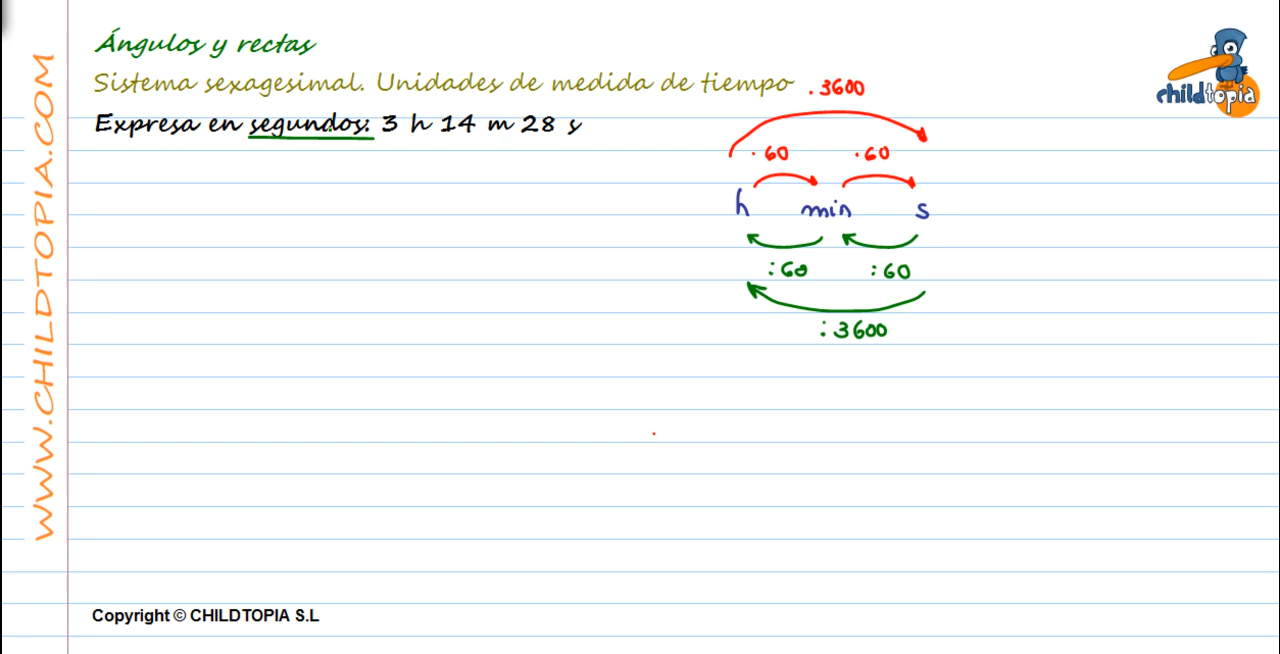 Ángulos y rectas
Sistema sexagesimal. Unidades de medida de tiempo
Expresa en segundos: 3 h 14 m 28 s
. 3600
. 60 . 60
h min s
: 60 : 60
: 3600
childtopia
WWW.CHILDTOPIA.COM
Copyright © CHILDTOPIA S.L